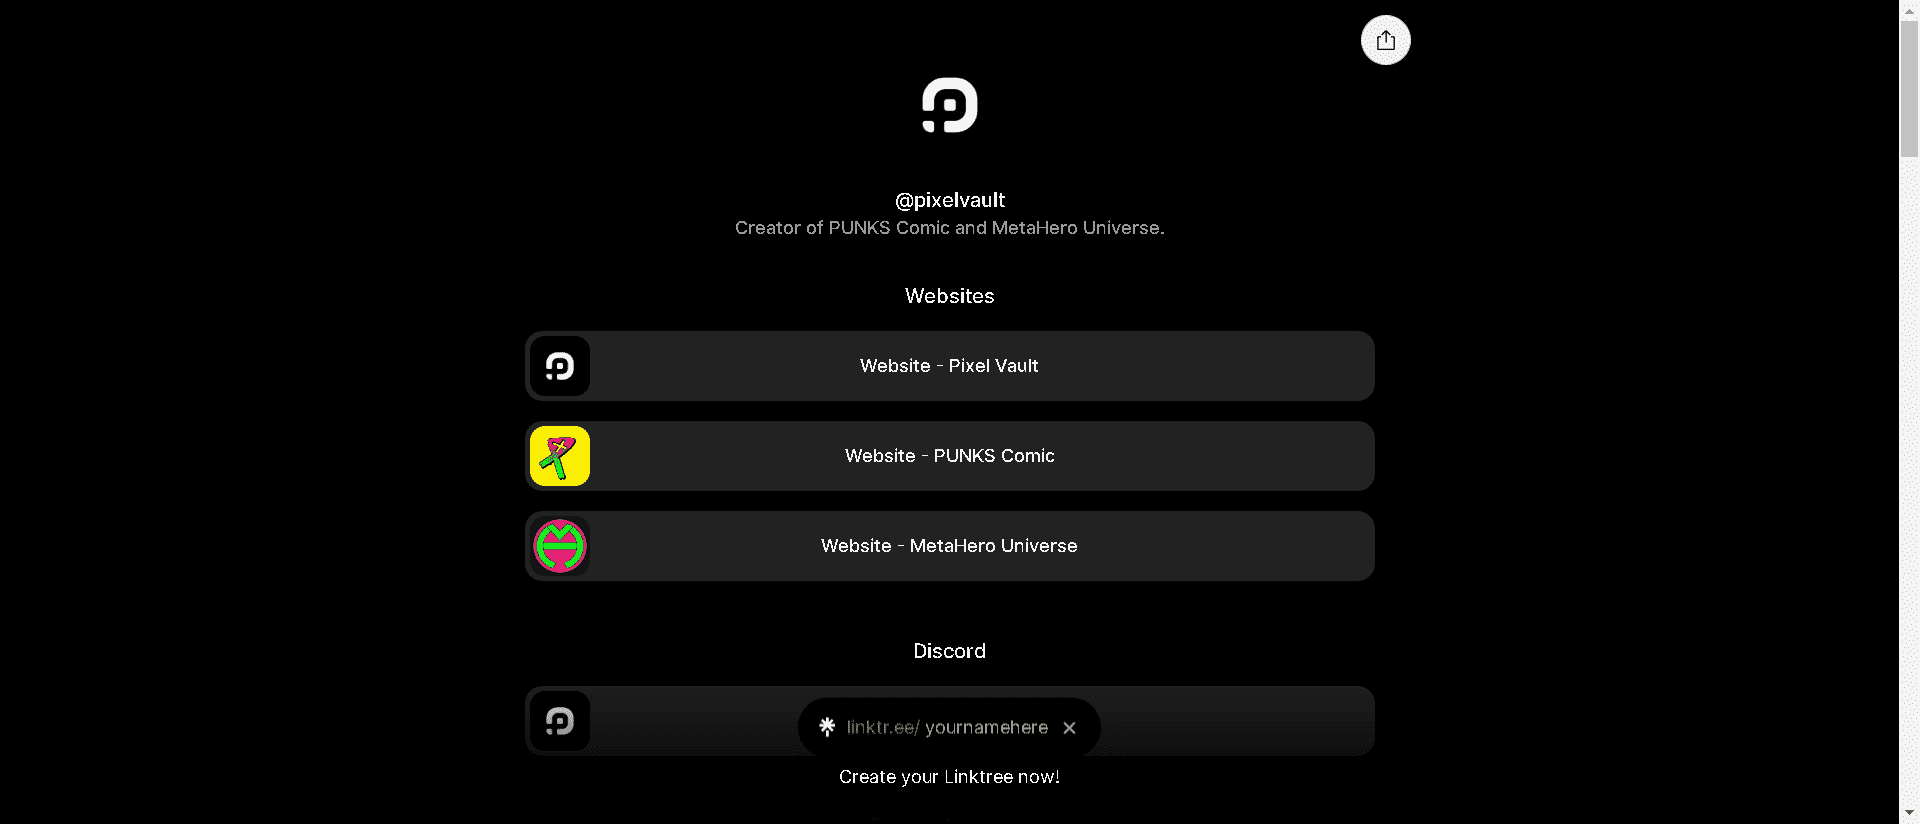 @pixelvault
Creator of PUNKS Comic and MetaHero Universe.
Websites
Website - Pixel Vault
Website - PUNKS Comic
Website - MetaHero Universe
Discord
linktr.ee/ yournamehere
Create your Linktree now!